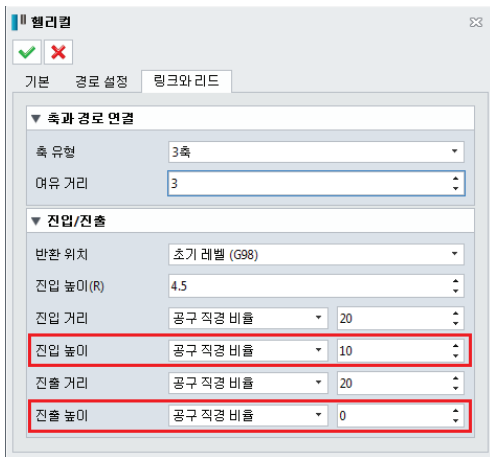 헬리컬
기본 경로 설정 링크와 리드
▼ 축과 경로 연결
축 유형 3축
여유 거리 3
▼ 진입/진출
반환 위치 초기 레벨 (G98)
진입 높이(R) 4.5
진입 거리 공구 직경 비율 20
진입 높이 공구 직경 비율 10
진출 거리 공구 직경 비율 20
진출 높이 공구 직경 비율 0